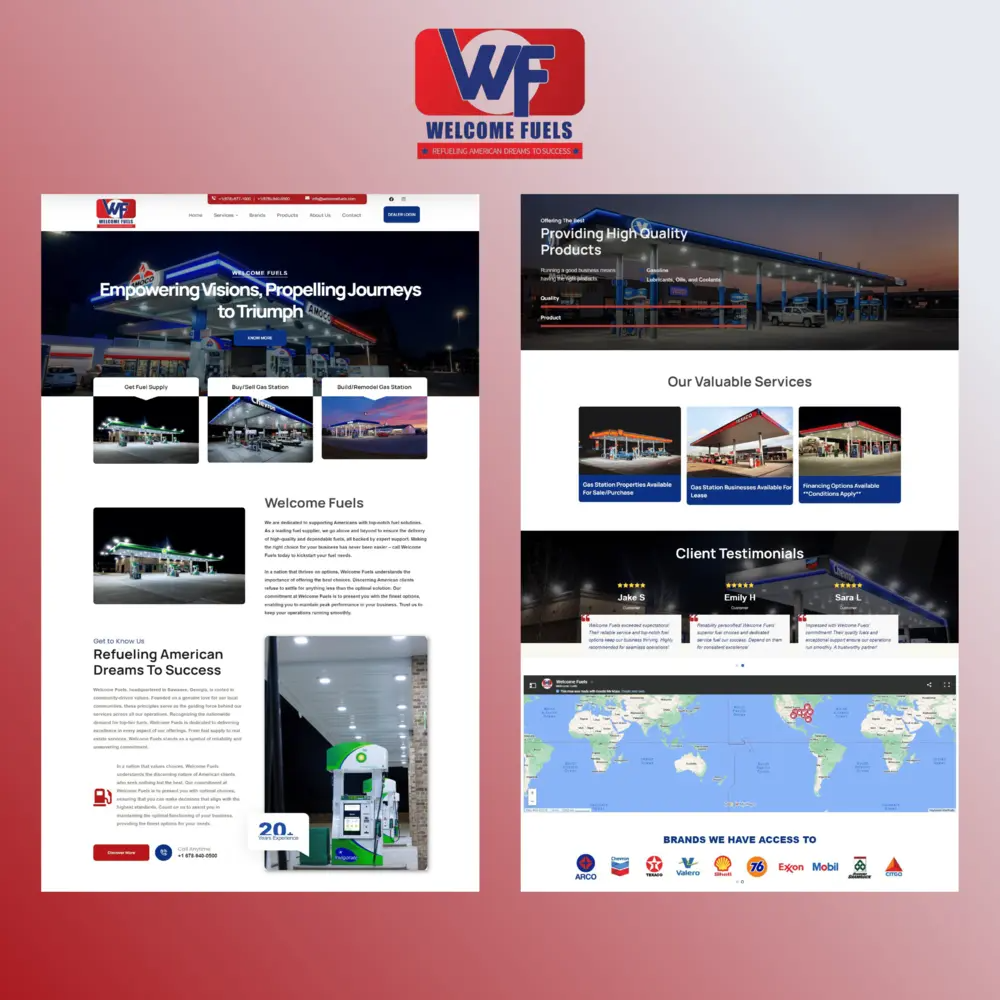 WF
WELCOME FUELS
REFUELING AMERICAN DREAMS TO SUCCESS
WF
WELCOME FUELS
Home Services Brands Products About Us Contact
DEALER LOGIN
WELCOME FUELS
Empowering Visions, Propelling Journeys
to Triumph
KNOW MORE
AMOCO
Get Fuel Supply
Buy/Sell Gas Station
Build/Remodel Gas Station
Welcome Fuels
We are dedicated to supporting Americans with top-notch fuel solutions.
As a leading fuel supplier, we go above and beyond to ensure the delivery
of high-quality and dependable fuels, all backed by expert support. Making
the right choice for your business has never been easier – call Welcome
Fuels today to kickstart your fuel needs.
In a nation that thrives on options, Welcome Fuels understands the
importance of offering the best choices. Discerning American clients
refuse to settle for anything less than the optimal solution. Our
commitment at Welcome Fuels is to present you with the finest options,
enabling you to maintain peak performance in your business. Trust us to
keep your operations running smoothly.
Get to Know Us
Refueling American
Dreams To Success
Welcome Fuels, headquartered in Suwanee, Georgia, is rooted in
community-driven values. Founded on a genuine love for our local
communities, these principles serve as the guiding force behind our
services across all our operations. Recognizing the nationwide
demand for top-tier fuels, Welcome Fuels is dedicated to delivering
excellence in every aspect of our offerings. From fuel supply to real
estate services, Welcome Fuels stands as a symbol of reliability and
unwavering commitment.
In a nation that values choices, Welcome Fuels
understands the discerning nature of American clients
who seek nothing but the best. Our commitment at
Welcome Fuels is to present you with optimal choices,
ensuring that you can make decisions that align with the
highest standards. Count on us to assist you in
maintaining the optimal functioning of your business,
providing the finest options for your needs.
Discover More
Call Anytime
+1 678 840-0500
20+
Years Experience
bp
Offering The Best
Providing High Quality
Products
Running a good business means
having the right products.
Gasoline
Lubricants, Oils, and Coolants
Quality
Product
Our Valuable Services
TEXACO
Gas Station Properties Available
For Sale/Purchase
Gas Station Businesses Available For
Lease
Financing Options Available
**Conditions Apply**
Client Testimonials
Jake S
Customer
Emily H
Customer
Sara L
Customer
Welcome Fuels exceeded expectations!
Their reliable service and top-notch fuel
options keep our business thriving. Highly
recommended for seamless operations!
Reliability personified! Welcome Fuels'
superior fuel choices and dedicated
service fuel our success. Depend on them
for consistent excellence!
Impressed with Welcome Fuels'
commitment. Their quality fuels and
exceptional support ensure our operations
run smoothly. A trustworthy partner!
Welcome Fuels
BRANDS WE HAVE ACCESS TO
ARCO
Chevron
TEXACO
Valero
Shell
76
Exxon
Mobil
CITGO